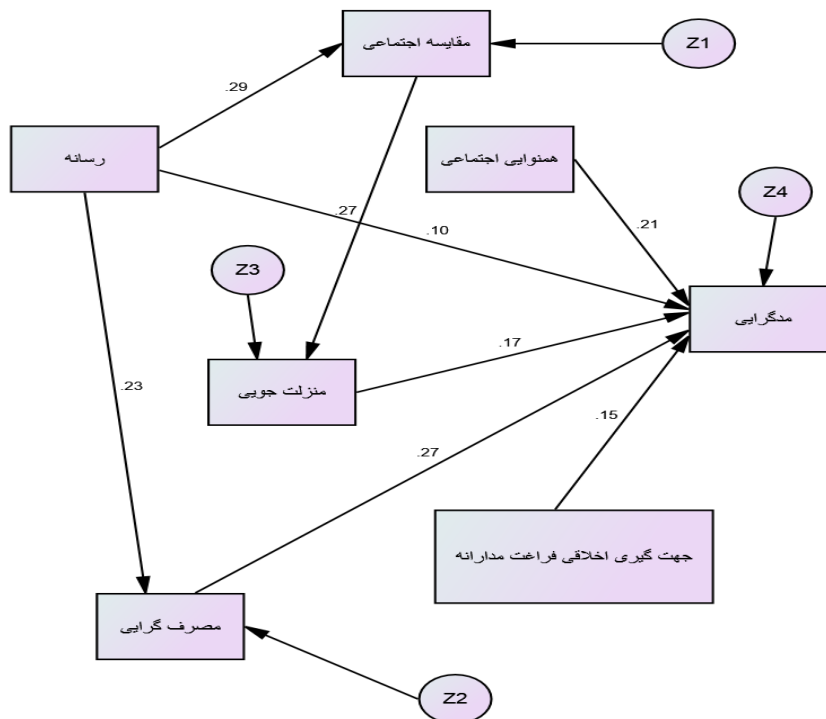 مقایسه اجتماعی
Z1
.29
رسانه
همنوایی اجتماعی
Z4
.27
.10
.21
Z3
مدگرایی
.17
منزلت جویی
.23
.15
.27
جهت گیری اخلاقی فراغت مدارانه
مصرف گرایی
Z2